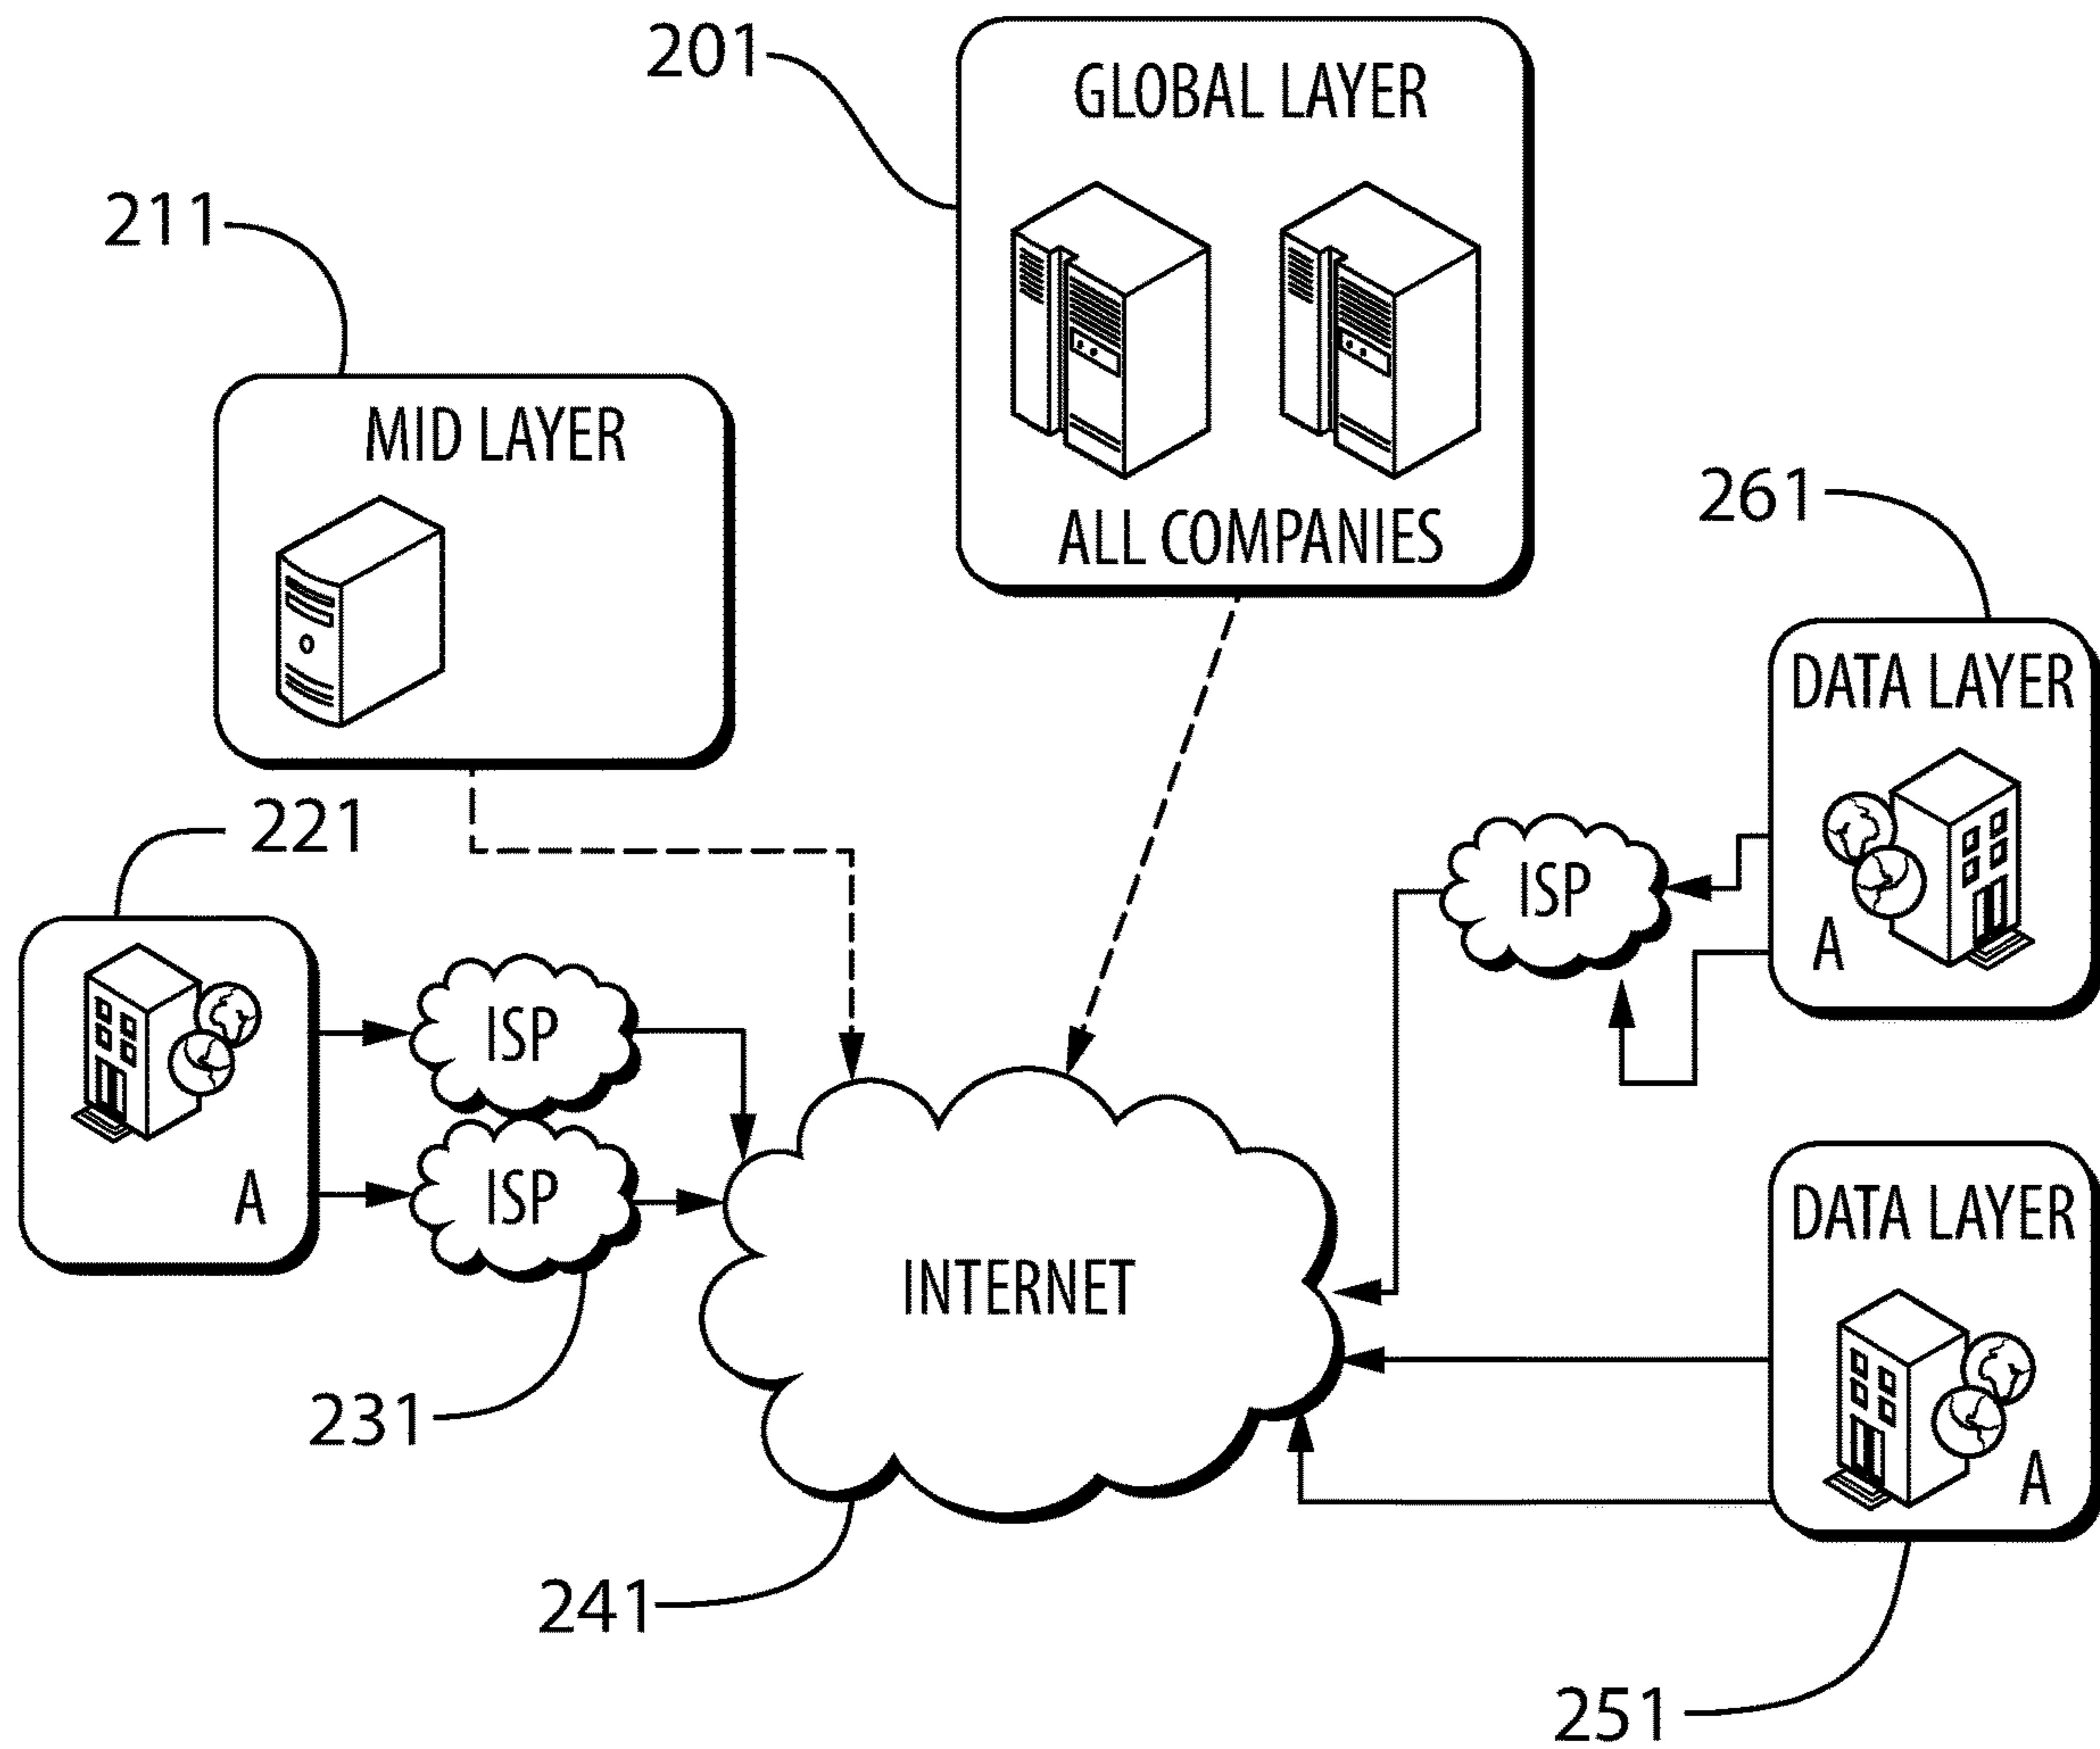 201
GLOBAL LAYER
ALL COMPANIES
211
MID LAYER
261
DATA LAYER
A
ISP
221
A
ISP
ISP
231
INTERNET
241
DATA LAYER
A
251